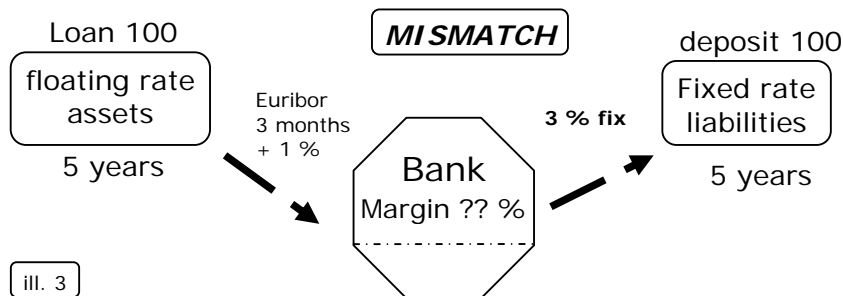 Loan 100
MISMATCH
deposit 100
floating rate
assets
Euribor
3 months
+ 1 %
3 % fix
Fixed rate
liabilities
5 years
5 years
Bank
Margin ?? %
ill. 3